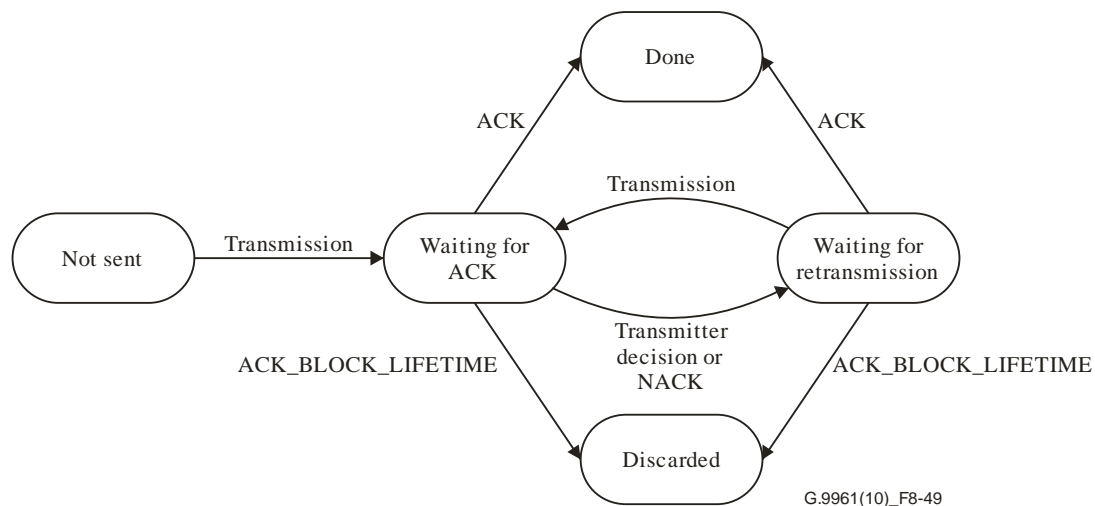 Done
ACK
ACK
Transmission
Not sent
Transmission
Waiting for
ACK
Waiting for
retransmission
Transmitter
decision or
NACK
ACK_BLOCK_LIFETIME
ACK_BLOCK_LIFETIME
Discarded
G.9961(10)_F8-49